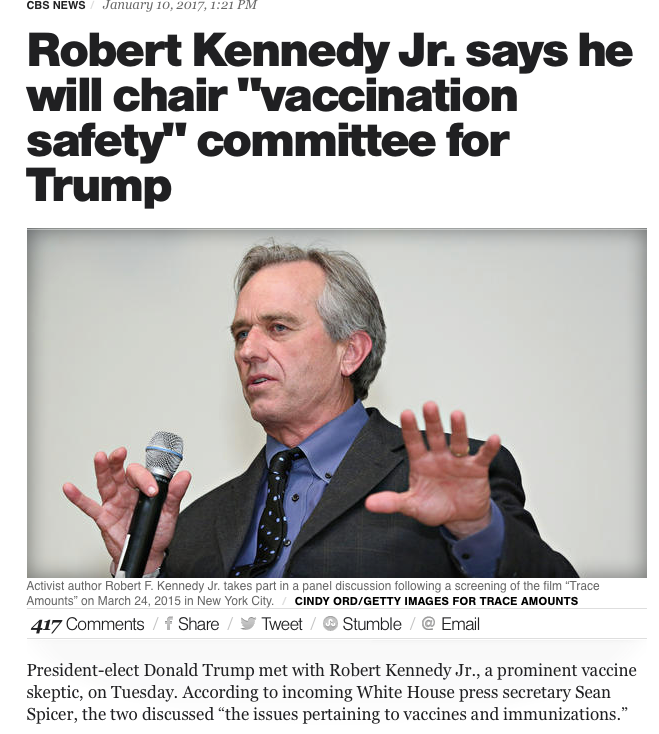 CBS NEWS / January 10, 2017, 1:21 PM
Robert Kennedy Jr. says he
will chair "vaccination
safety" committee for
Trump
Activist author Robert F. Kennedy Jr. takes part in a panel discussion following a screening of the film “Trace
Amounts” on March 24, 2015 in New York City. / CINDY ORD/GETTY IMAGES FOR TRACE AMOUNTS
417 Comments / f Share / Tweet / Stumble / @ Email
President-elect Donald Trump met with Robert Kennedy Jr., a prominent vaccine
skeptic, on Tuesday. According to incoming White House press secretary Sean
Spicer, the two discussed “the issues pertaining to vaccines and immunizations.”